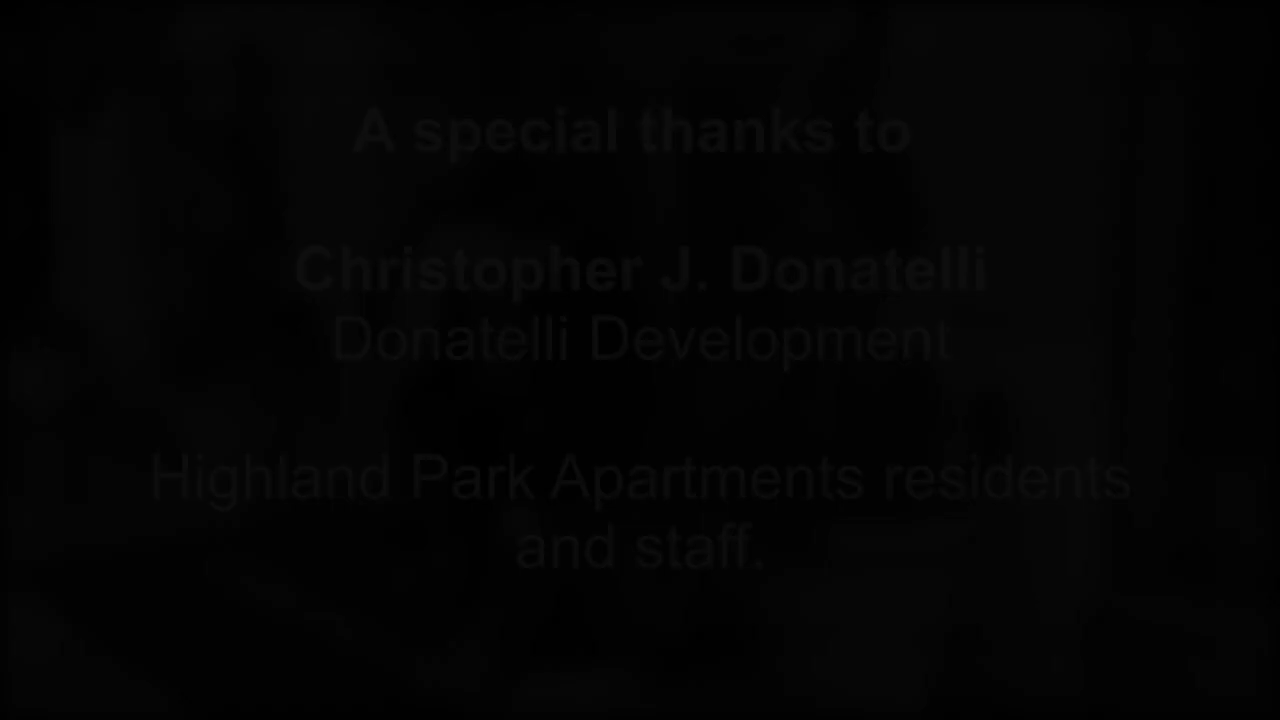 A special thanks to
Christopher J. Donatelli
Donatelli Development
Highland Park Apartments residents
and staff.